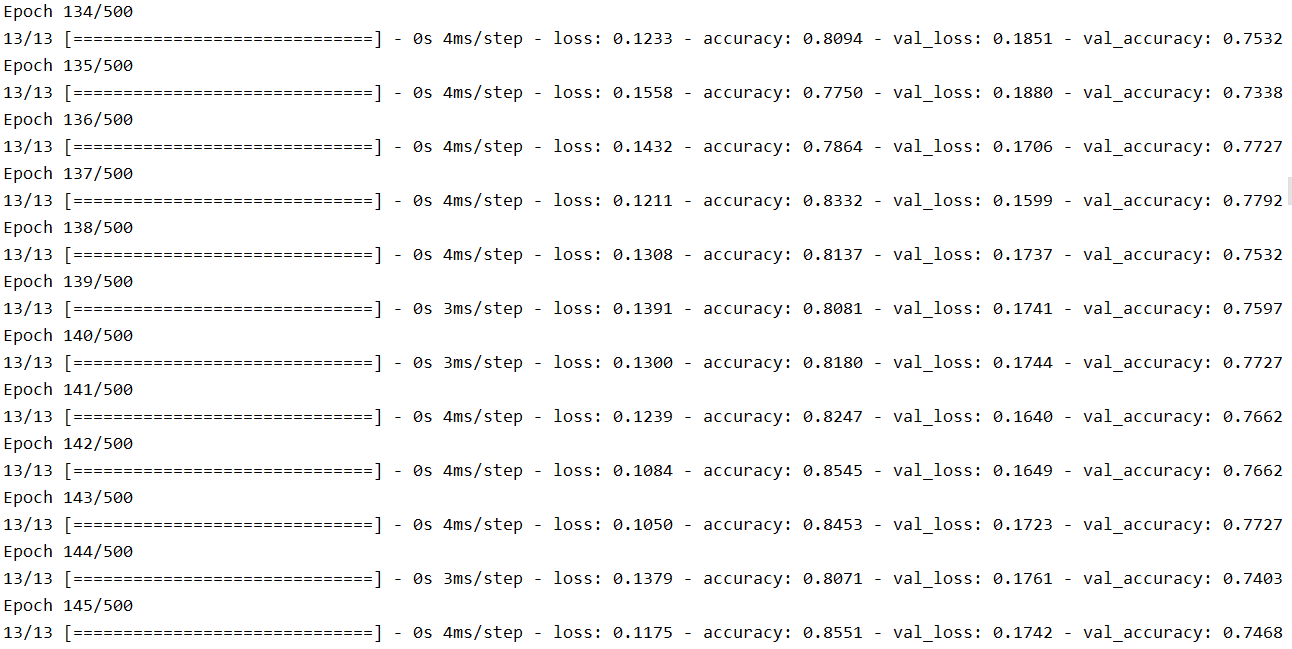 Epoch 134/500
13/13 [==============================] - 0s 4ms/step - loss: 0.1233 - accuracy: 0.8094 - val_loss: 0.1851 - val_accuracy: 0.7532
Epoch 135/500
13/13 [==============================] - 0s 4ms/step - loss: 0.1558 - accuracy: 0.7750 - val_loss: 0.1880 - val_accuracy: 0.7338
Epoch 136/500
13/13 [==============================] - 0s 4ms/step - loss: 0.1432 - accuracy: 0.7864 - val_loss: 0.1706 - val_accuracy: 0.7727
Epoch 137/500
13/13 [==============================] - 0s 4ms/step - loss: 0.1211 - accuracy: 0.8332 - val_loss: 0.1599 - val_accuracy: 0.7792
Epoch 138/500
13/13 [==============================] - 0s 4ms/step - loss: 0.1308 - accuracy: 0.8137 - val_loss: 0.1737 - val_accuracy: 0.7532
Epoch 139/500
13/13 [==============================] - 0s 3ms/step - loss: 0.1391 - accuracy: 0.8081 - val_loss: 0.1741 - val_accuracy: 0.7597
Epoch 140/500
13/13 [==============================] - 0s 3ms/step - loss: 0.1300 - accuracy: 0.8180 - val_loss: 0.1744 - val_accuracy: 0.7727
Epoch 141/500
13/13 [==============================] - 0s 4ms/step - loss: 0.1239 - accuracy: 0.8247 - val_loss: 0.1640 - val_accuracy: 0.7662
Epoch 142/500
13/13 [==============================] - 0s 4ms/step - loss: 0.1084 - accuracy: 0.8545 - val_loss: 0.1649 - val_accuracy: 0.7662
Epoch 143/500
13/13 [==============================] - 0s 4ms/step - loss: 0.1050 - accuracy: 0.8453 - val_loss: 0.1723 - val_accuracy: 0.7727
Epoch 144/500
13/13 [==============================] - 0s 3ms/step - loss: 0.1379 - accuracy: 0.8071 - val_loss: 0.1761 - val_accuracy: 0.7403
Epoch 145/500
13/13 [==============================] - 0s 4ms/step - loss: 0.1175 - accuracy: 0.8551 - val_loss: 0.1742 - val_accuracy: 0.7468